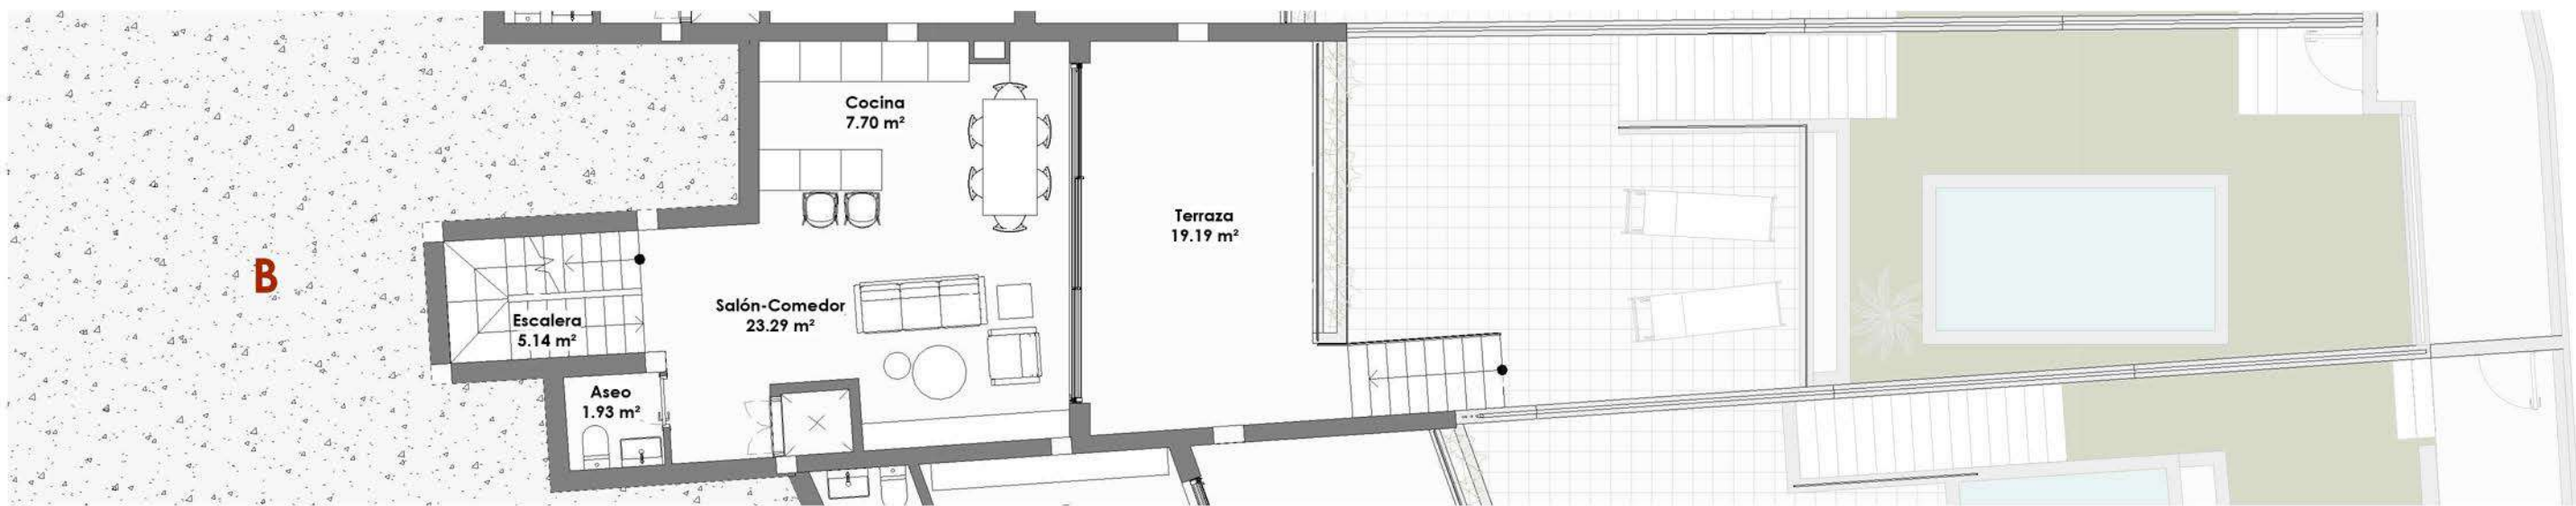 Cocina
7.70 m²
Terraza
19.19 m²
B
Salón-Comedor
23.29 m²
Escalera
5.14 m²
Aseo
1.93 m²